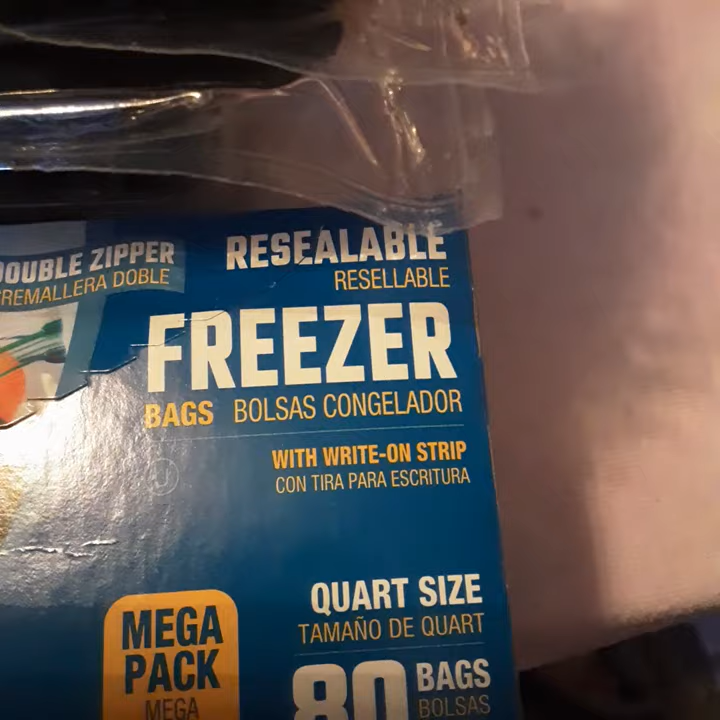 DOUBLE ZIPPER
CREMALLERA DOBLE
RESEALABLE
RESELLABLE
FREEZER
BAGS BOLSAS CONGELADOR
WITH WRITE-ON STRIP
CON TIRA PARA ESCRITURA
U
QUART SIZE
TAMAÑO DE QUART
MEGA
PACK
MEGA
80 BAGS
BOLSAS